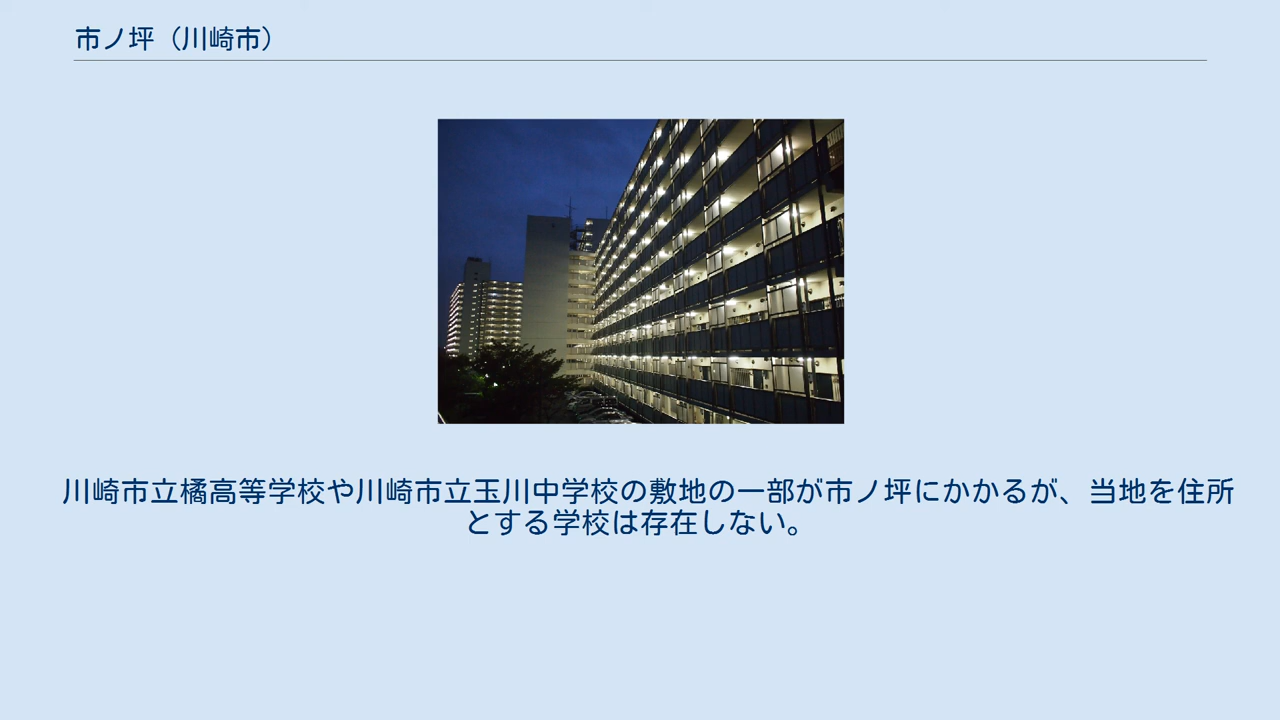 市ノ坪（川崎市）
川崎市立橘高等学校や川崎市立玉川中学校の敷地の一部が市ノ坪にかかるが、当地を住所
とする学校は存在しない。